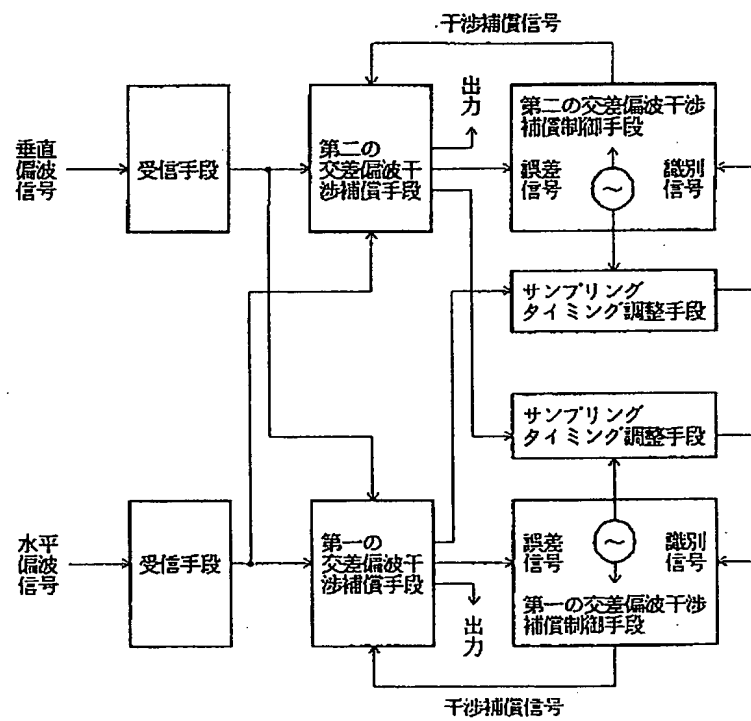 干渉補償信号
垂直
偏波
信号
受信手段
第二の
交差偏波干
渉補償手段
出力
第二の交差偏波干渉
補償制御手段
誤差
信号
〜
識別
信号
サンプリング
タイミング調整手段
サンプリング
タイミング調整手段
水平
偏波
信号
受信手段
第一の
交差偏波干
渉補償手段
出力
誤差
信号
〜
識別
信号
第一の交差偏波干渉
補償制御手段
干渉補償信号